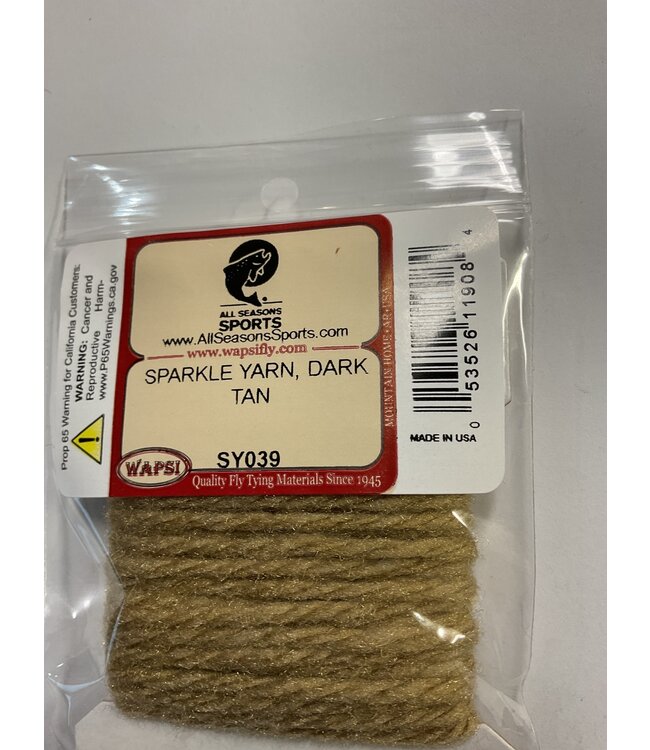 Prop 65 Warning for California Customers:
WARNING: Cancer and
Reproductive Harm-
www.P65Warnings.ca.gov
ALL SEASONS
SPORTS
www.AllSeasonsSports.com
www.wapsifly.com
SPARKLE YARN, DARK
TAN
SY039
WAPSI
Quality Fly Tying Materials Since 1945
MOUNTAIN HOME · AR · USA
0 53526 11908 4
MADE IN USA